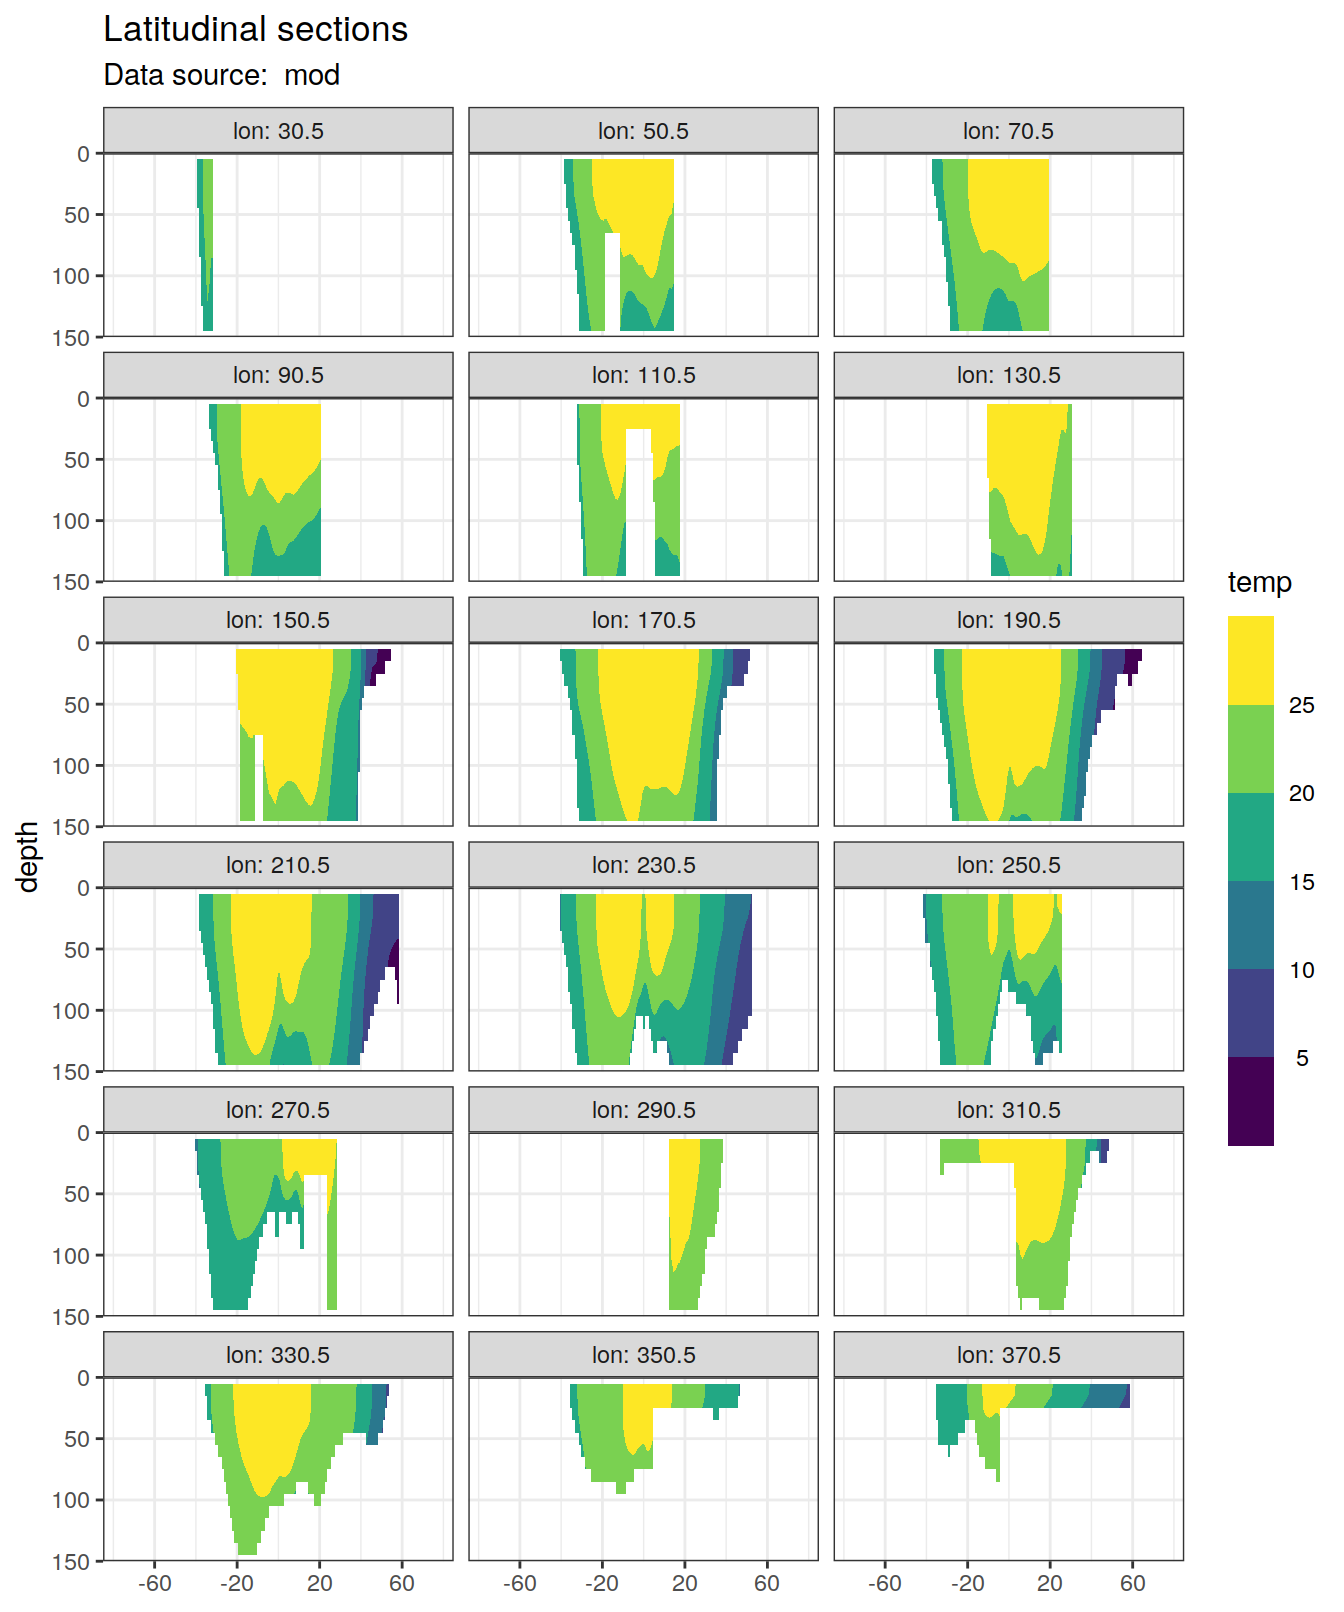 Latitudinal sections
Data source:  mod
lon: 30.5
lon: 50.5
lon: 70.5
0
50
100
150
lon: 90.5
lon: 110.5
lon: 130.5
0
50
100
150
lon: 150.5
lon: 170.5
lon: 190.5
0
50
100
150
lon: 210.5
lon: 230.5
lon: 250.5
0
50
100
150
lon: 270.5
lon: 290.5
lon: 310.5
0
50
100
150
lon: 330.5
lon: 350.5
lon: 370.5
0
50
100
150
-60 -20 20 60
-60 -20 20 60
-60 -20 20 60
depth
temp
25
20
15
10
5